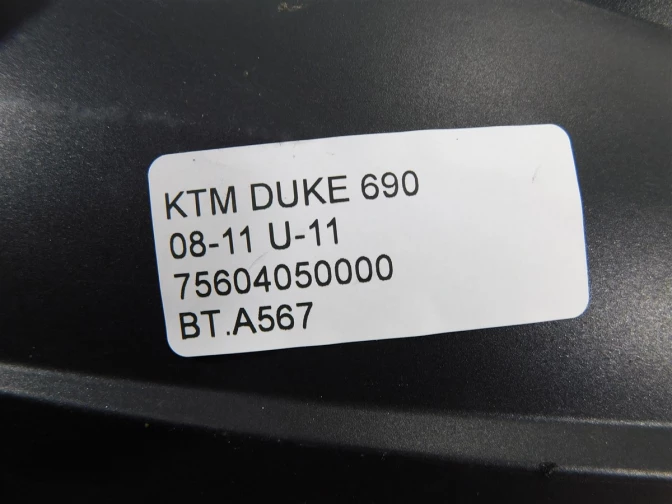 KTM DUKE 690
08-11 U-11
75604050000
BT.A567